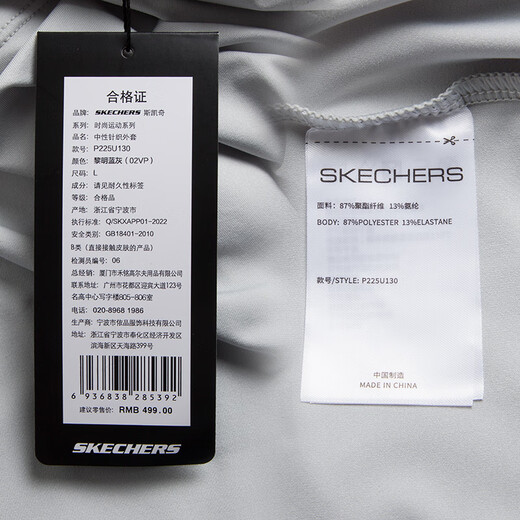 合格证
品牌: SKECHERS 斯凯奇
系列: 时尚运动系列
品名: 中性针织外套
款号: P225U130
颜色: 黎明蓝灰(02VP)
尺码: L
成分: 请见耐久性标签
等级: 合格品
产地: 浙江省宁波市
执行标准: Q/SKXAPP01-2022
安全类别: GB18401-2010
B类(直接接触皮肤的产品)
检测员编号: 06
总经销: 厦门市禾铭高尔夫用品有限公司
联系地址: 广州市花都区迎宾大道123号
名高中心写字楼805-806室
电话: 020-8968 1986
生产商: 宁波市依品服饰科技有限公司
地址: 浙江省宁波市奉化区经济开发区
滨海新区天海路399号
6 936838 285392
建议零售价: RMB 499.00
SKECHERS
SKECHERS
面料: 87%聚酯纤维 13%氨纶
BODY: 87%POLYESTER 13%ELASTANE
款号/STYLE: P225U130
中国制造
MADE IN CHINA